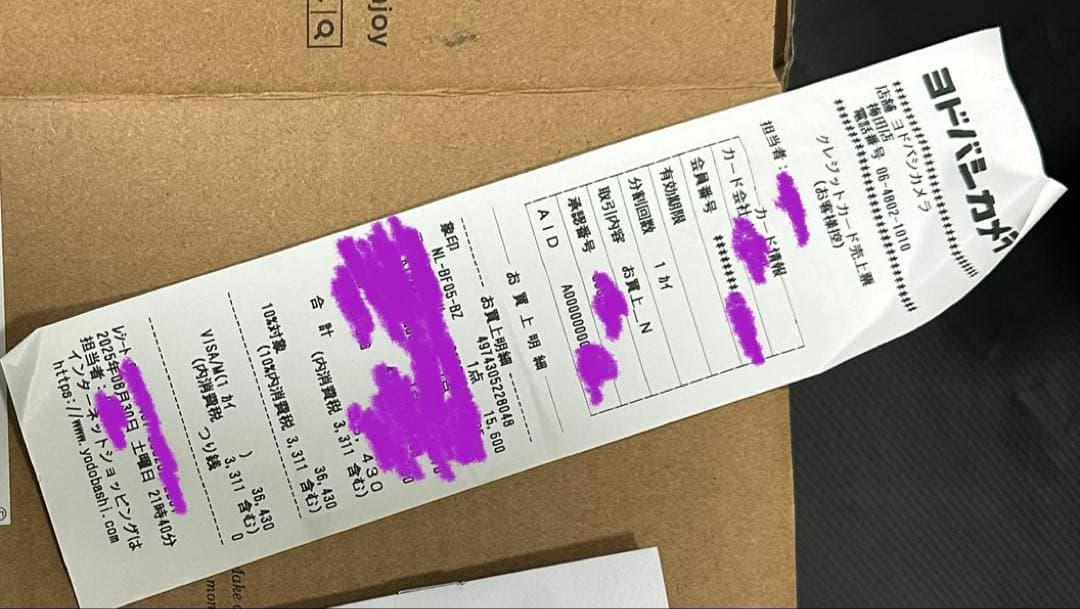 njoy
ヨドバシカメラ
************************
店舗 ヨドバシカメラ
梅田店
電話番号 06-4802-1010
************************
クレジットカード売上票
(お客様控)
担当者:
カード情報
カード会社
会員番号 ********
有効期限
分割回数 1カイ
取引内容 お買上 N
承認番号
AID A00000000
お買上明細
お買上明細
4974305228048
象印 NL-BF05-BZ
1点 15,600
合計 430
(内消費税 3,311 含む)
10%対象 36,430
(10%内消費税 3,311 含む)
VISA/M(1カイ ) 36,430
(内消費税 3,311 含む)
つり銭 0
レシート
2025年08月30日 土曜日 21時40分
担当者:
インターネットショッピングは
https://www.yodobashi.com
Make
mon